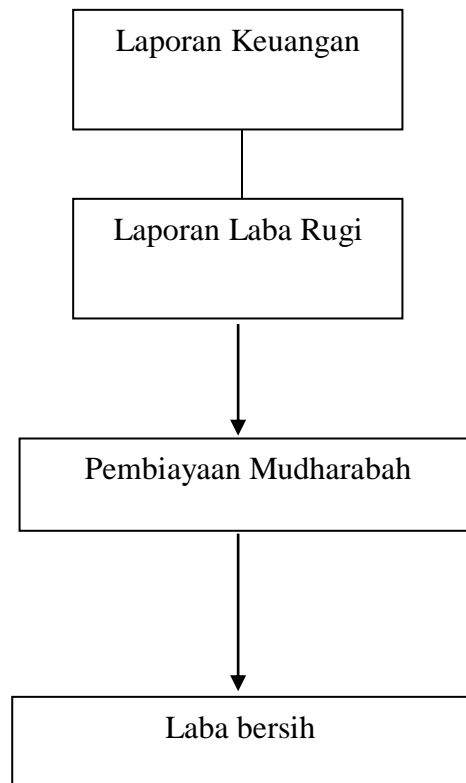 Laporan Keuangan
Laporan Laba Rugi
Pembiayaan Mudharabah
Laba bersih